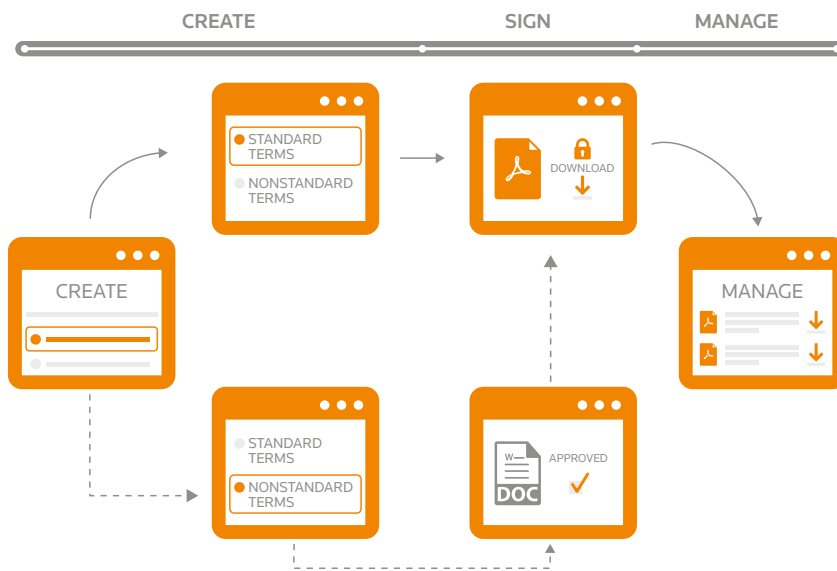 CREATE
SIGN
MANAGE
STANDARD
TERMS
NONSTANDARD
TERMS
DOWNLOAD
CREATE
MANAGE
STANDARD
TERMS
NONSTANDARD
TERMS
W
APPROVED
DOC